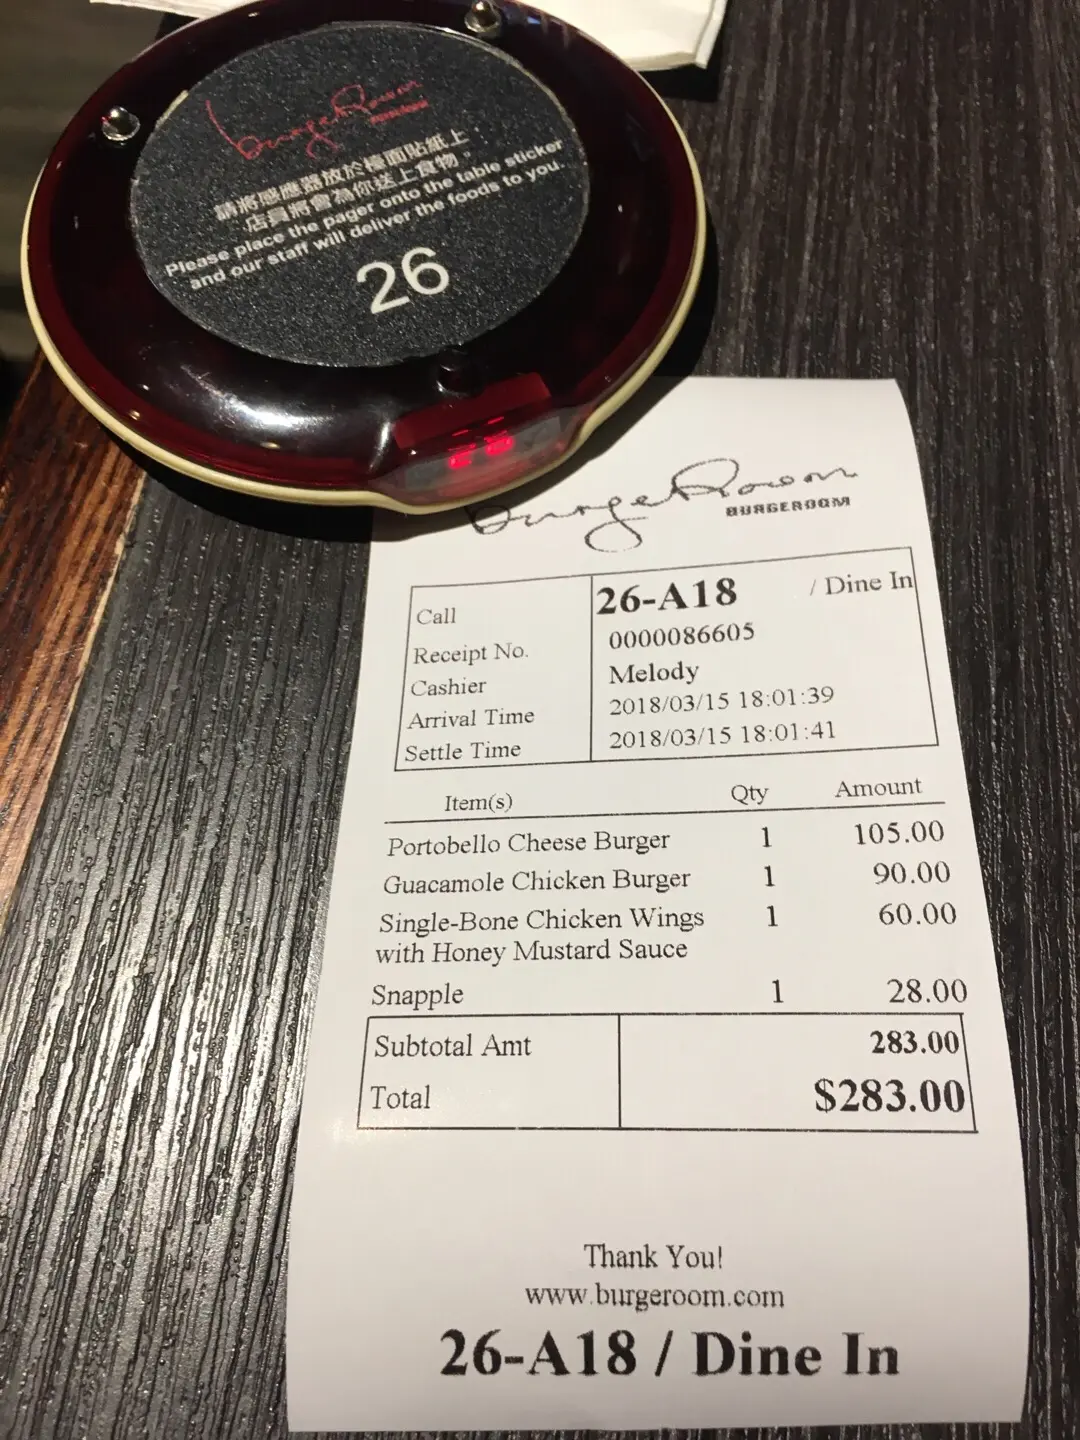 burgeRoom
請將感應器放於檯面貼紙上，
店員將會為你送上食物。
Please place the pager onto the table sticker
and our staff will deliver the foods to you.
26
26
burgeRoom
BURGEROOM
Call 26-A18 / Dine In
Receipt No. 0000086605
Cashier Melody
Arrival Time 2018/03/15 18:01:39
Settle Time 2018/03/15 18:01:41
Item(s) Qty Amount
Portobello Cheese Burger 1 105.00
Guacamole Chicken Burger 1 90.00
Single-Bone Chicken Wings 1 60.00
with Honey Mustard Sauce
Snapple 1 28.00
Subtotal Amt 283.00
Total $283.00
Thank You!
www.burgeroom.com
26-A18 / Dine In